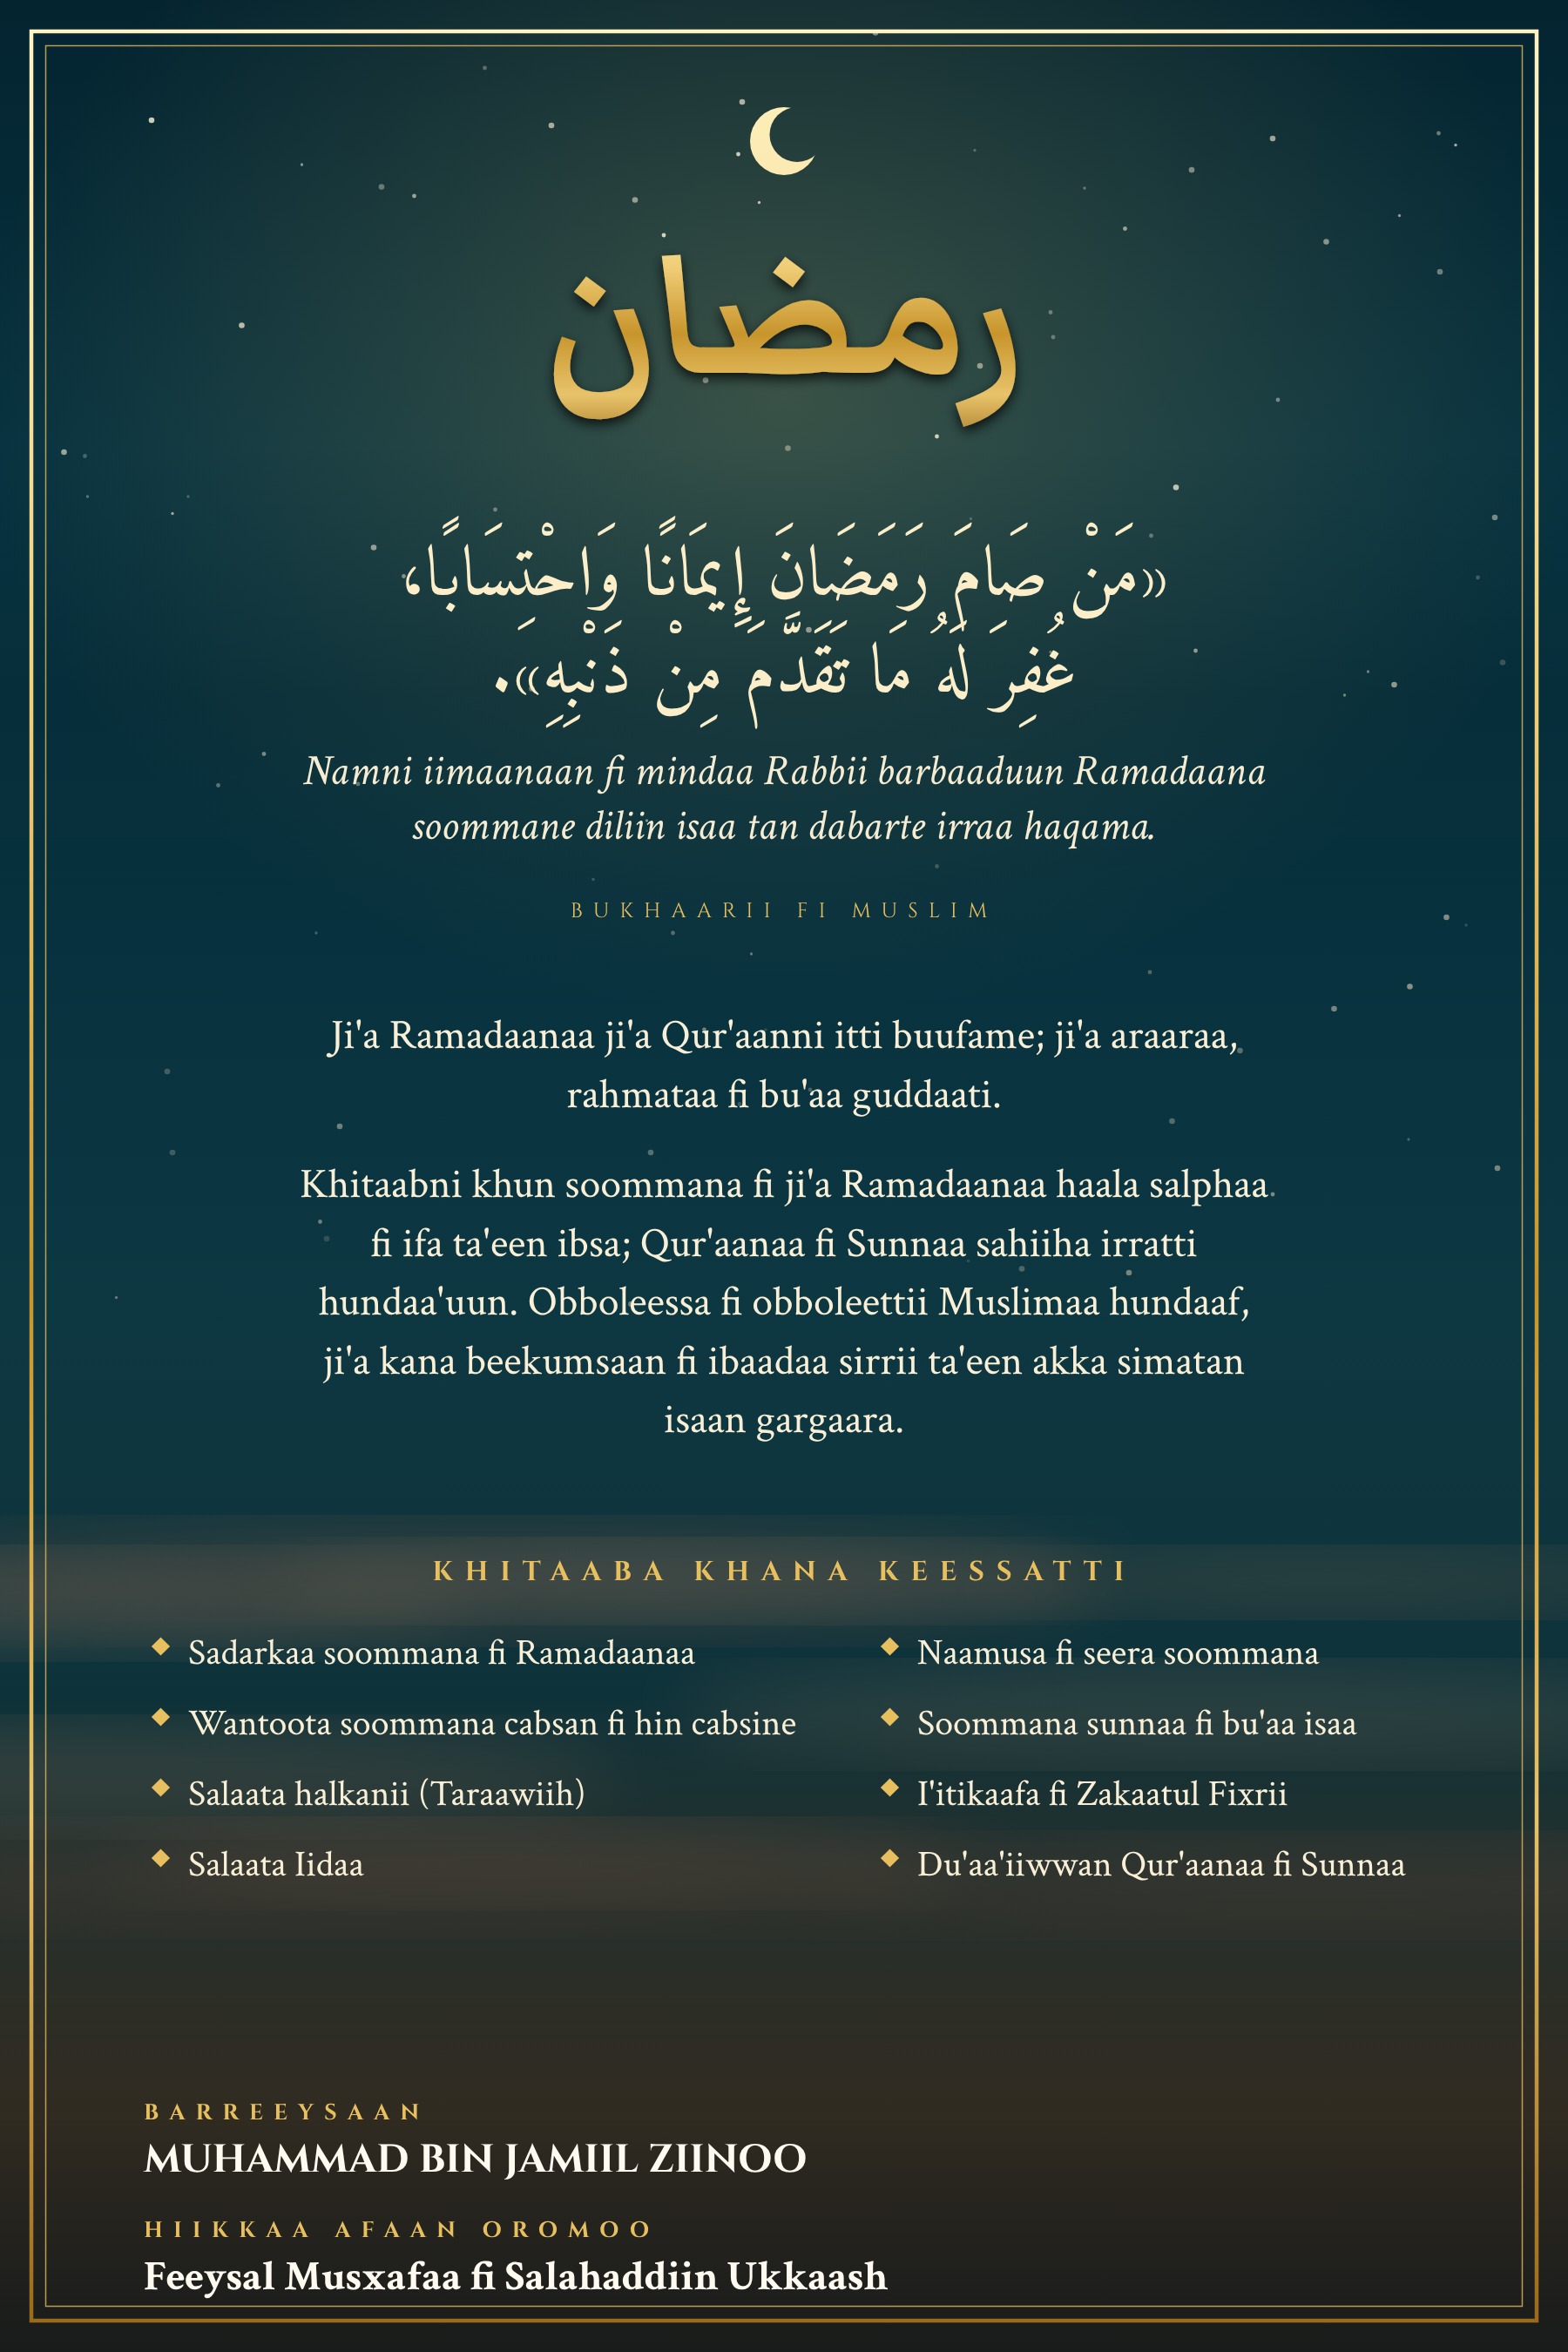 رمضان
((مَنْ صَامَ رَمَضَانَ إِيمَانًا وَاحْتِسَابًا،
غُفِرَ لَهُ مَا تَقَدَّمَ مِنْ ذَنْبِهِ)).
Namni iimaanaan fi mindaa Rabbii barbaaduun Ramadaana
soommane diliin isaa tan dabarte irraa haqama.
BUKHAARII FI MUSLIM
Ji'a Ramadaanaa ji'a Qur'aanni itti buufame; ji'a araaraa,
rahmataa fi bu'aa guddaati.
Khitaabni khun soommana fi ji'a Ramadaanaa haala salphaa
fi ifa ta'een ibsa; Qur'aanaa fi Sunnaa sahiiha irratti
hundaa'uun. Obboleessa fi obboleettii Muslimaa hundaaf,
ji'a kana beekumsaan fi ibaadaa sirrii ta'een akka simatan
isaan gargaara.
KHITAABA KHANA KEESSATTI
Sadarkaa soommana fi Ramadaanaa
Naamusa fi seera soommana
Wantoota soommana cabsan fi hin cabsine
Soommana sunnaa fi bu'aa isaa
Salaata halkanii (Taraawiih)
I'itikaafa fi Zakaatul Fixrii
Salaata Iidaa
Du'aa'iiwwan Qur'aanaa fi Sunnaa
BARREEYSAAN
MUHAMMAD BIN JAMIIL ZIINOO
HIIKKAA AFAAN OROMOO
Feeysal Musxafaa fi Salahaddiin Ukkaash